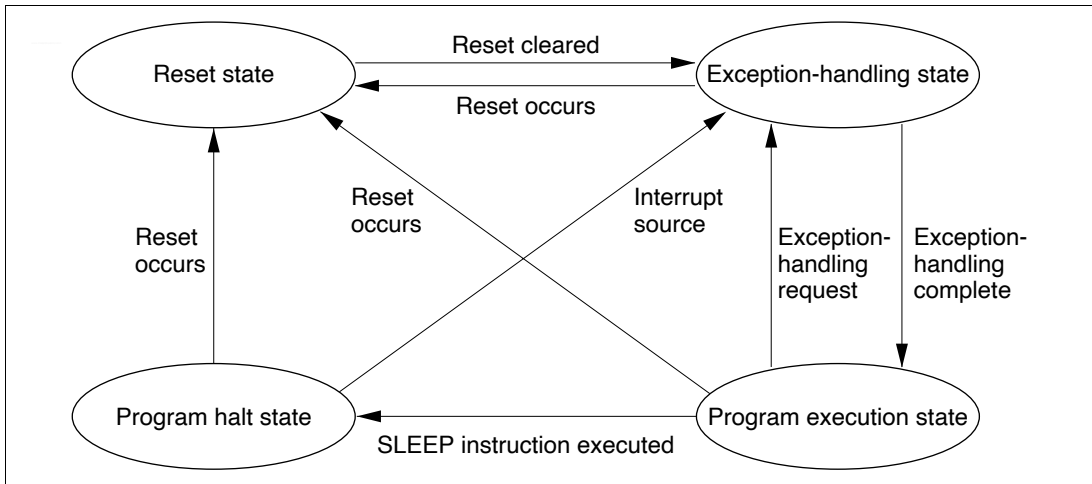 Reset cleared
Reset state
Exception-handling state
Reset occurs
Reset
occurs
Interrupt
source
Reset
occurs
Exception-
handling
request
Exception-
handling
complete
Program halt state
Program execution state
SLEEP instruction executed